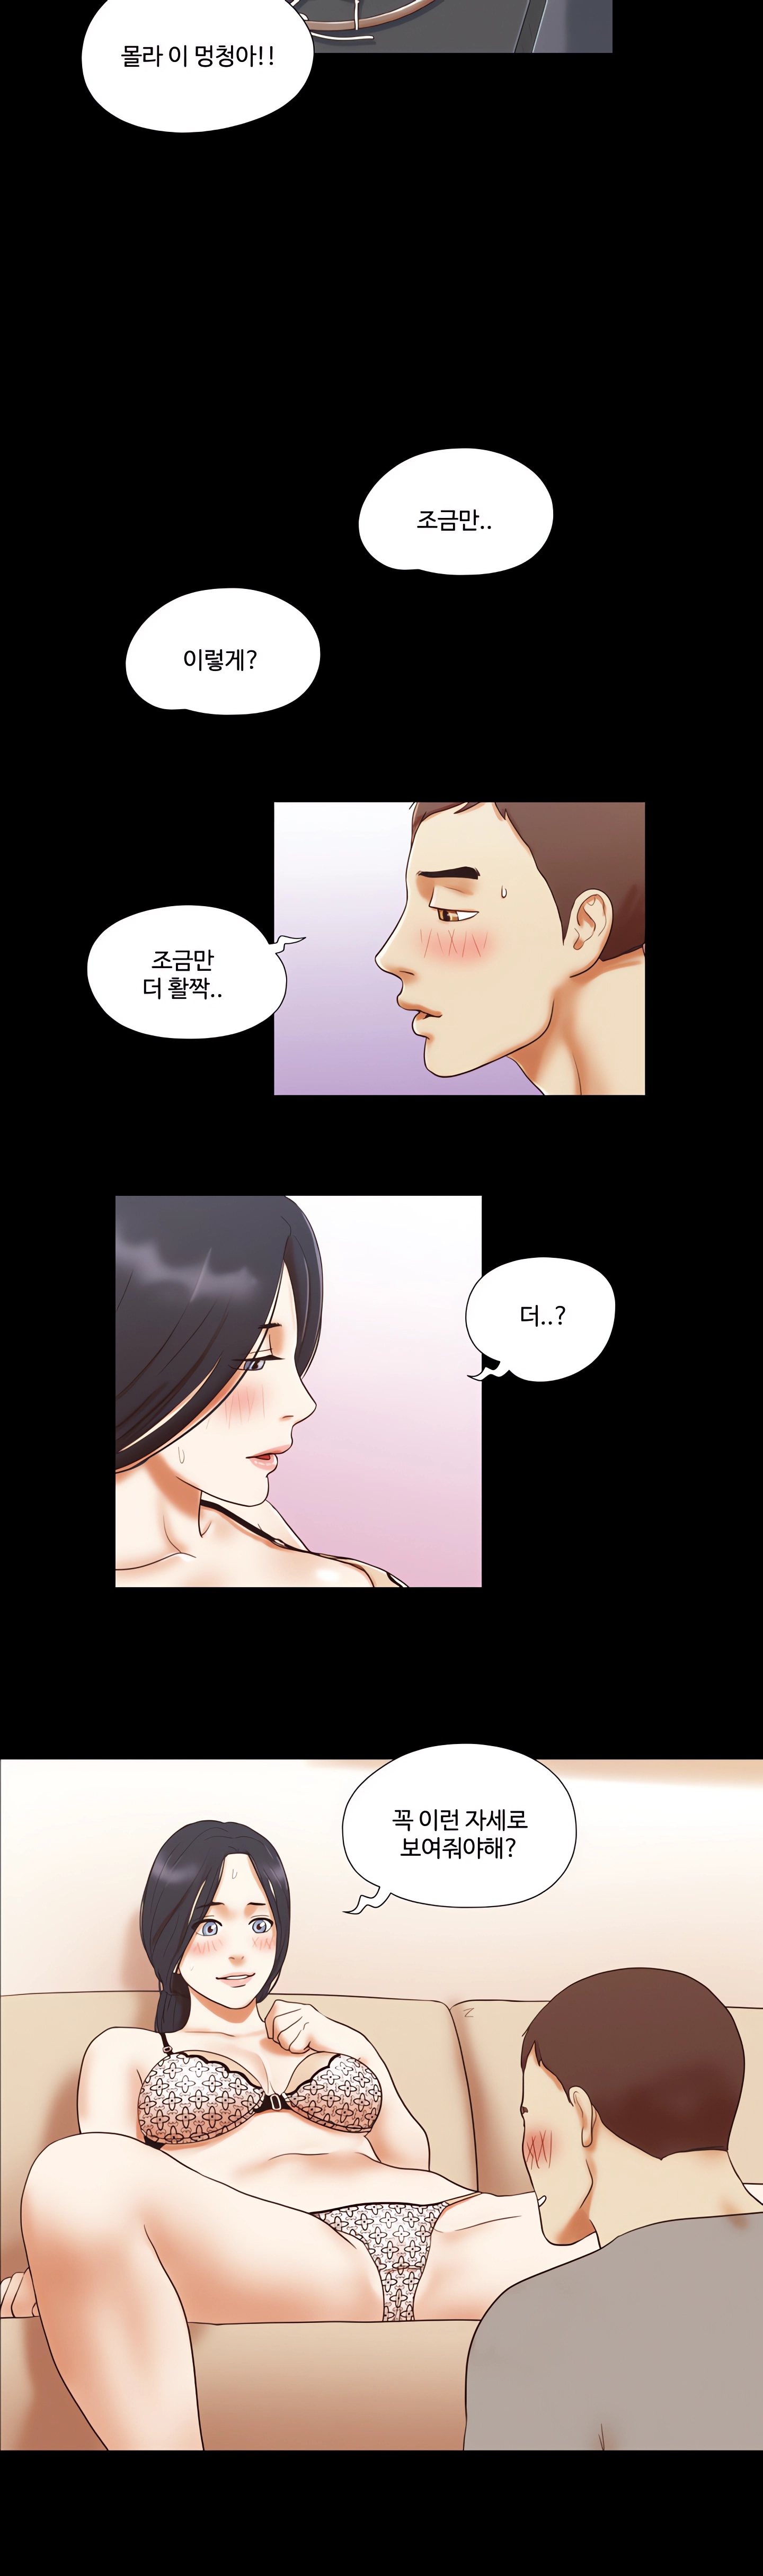 몰라 이 멍청아!!
조금만..
이렇게?
조금만
더 활짝..
더..?
꼭 이런 자세로
보여줘야해?